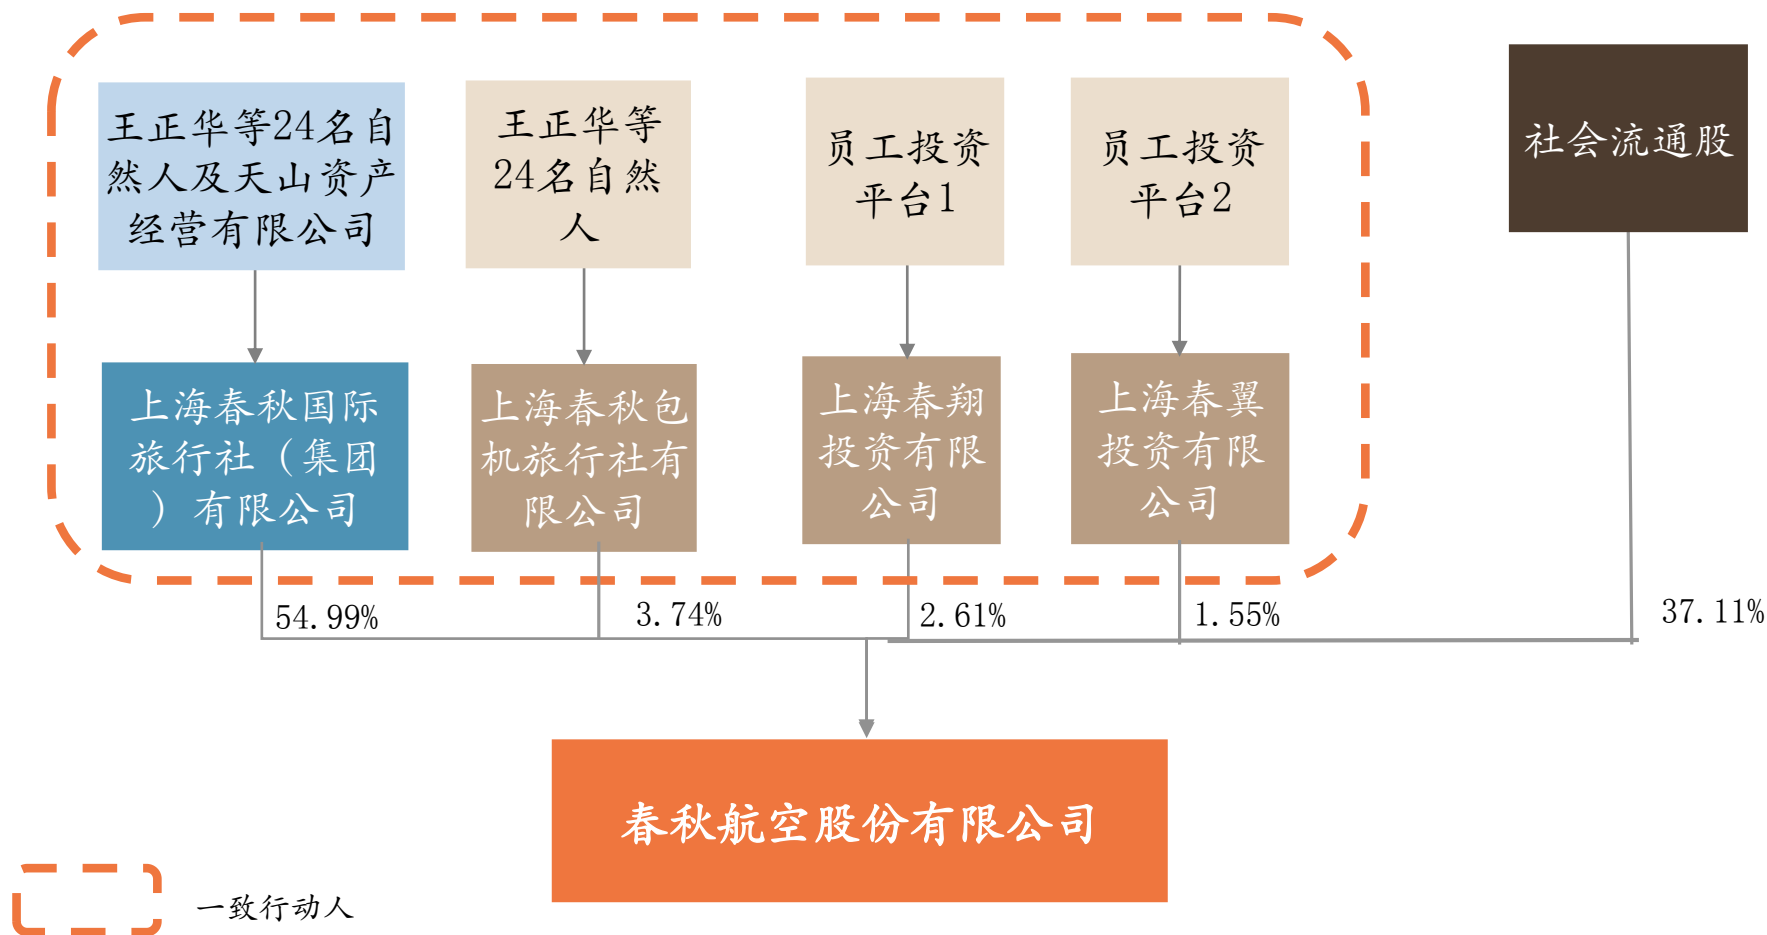 王正华等24名自
然人及天山资产
经营有限公司
王正华等
24名自然
人
员工投资
平台1
员工投资
平台2
社会流通股
上海春秋国际
旅行社（集团
）有限公司
上海春秋包
机旅行社有
限公司
上海春翔
投资有限
公司
上海春翼
投资有限
公司
54.99%
3.74%
2.61%
1.55%
37.11%
春秋航空股份有限公司
一致行动人